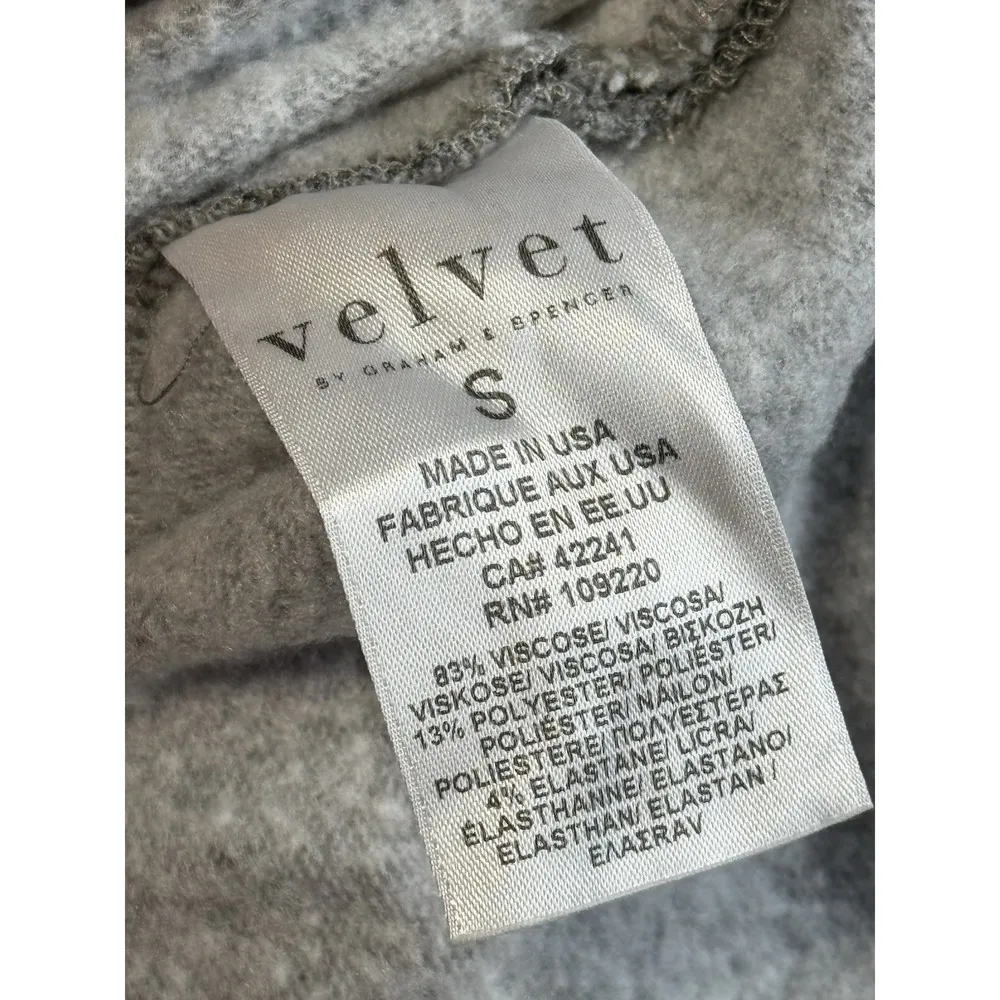 velvet
BY GRAHAM & SPENCER
S
MADE IN USA
FABRIQUE AUX USA
HECHO EN EE.UU
CA# 42241
RN# 109220
83% VISCOSE/ VISCOSA/
VISKOSE/ VISCOSA/ ΒΙΣΚΟΖΗ
13% POLYESTER/ POLIÉSTER/
POLIESTER/ NAILON/
POLIESTERE/ ΠΟΛΥΕΣΤΕΡΑΣ
4% ELASTANE/ LICRA/
ÉLASTHANNE/ ELASTANO/
ELASTHAN/ ELASTAN /
ΕΛΑΣΤΑΝ